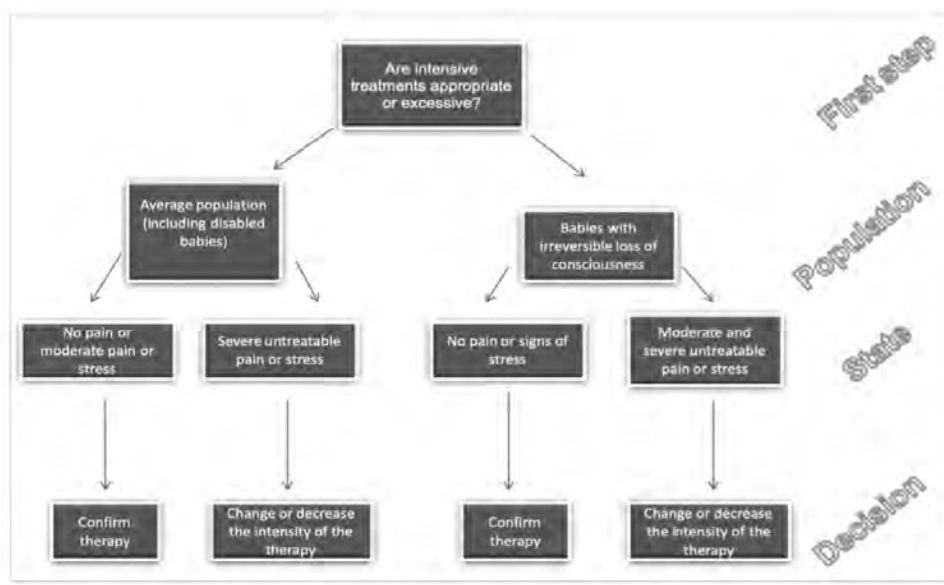 Are intensive
treatments appropriate
or excessive?
First step
Average population
(including disabled
babies)
Babies with
irreversible loss of
consciousness
Population
No pain or
moderate pain or
stress
Severe untreatable
pain or stress
No pain or signs of
stress
Moderate and
severe untreatable
pain or stress
State
Confirm
therapy
Change or decrease
the intensity of the
therapy
Confirm
therapy
Change or decrease
the intensity of the
therapy
Decision